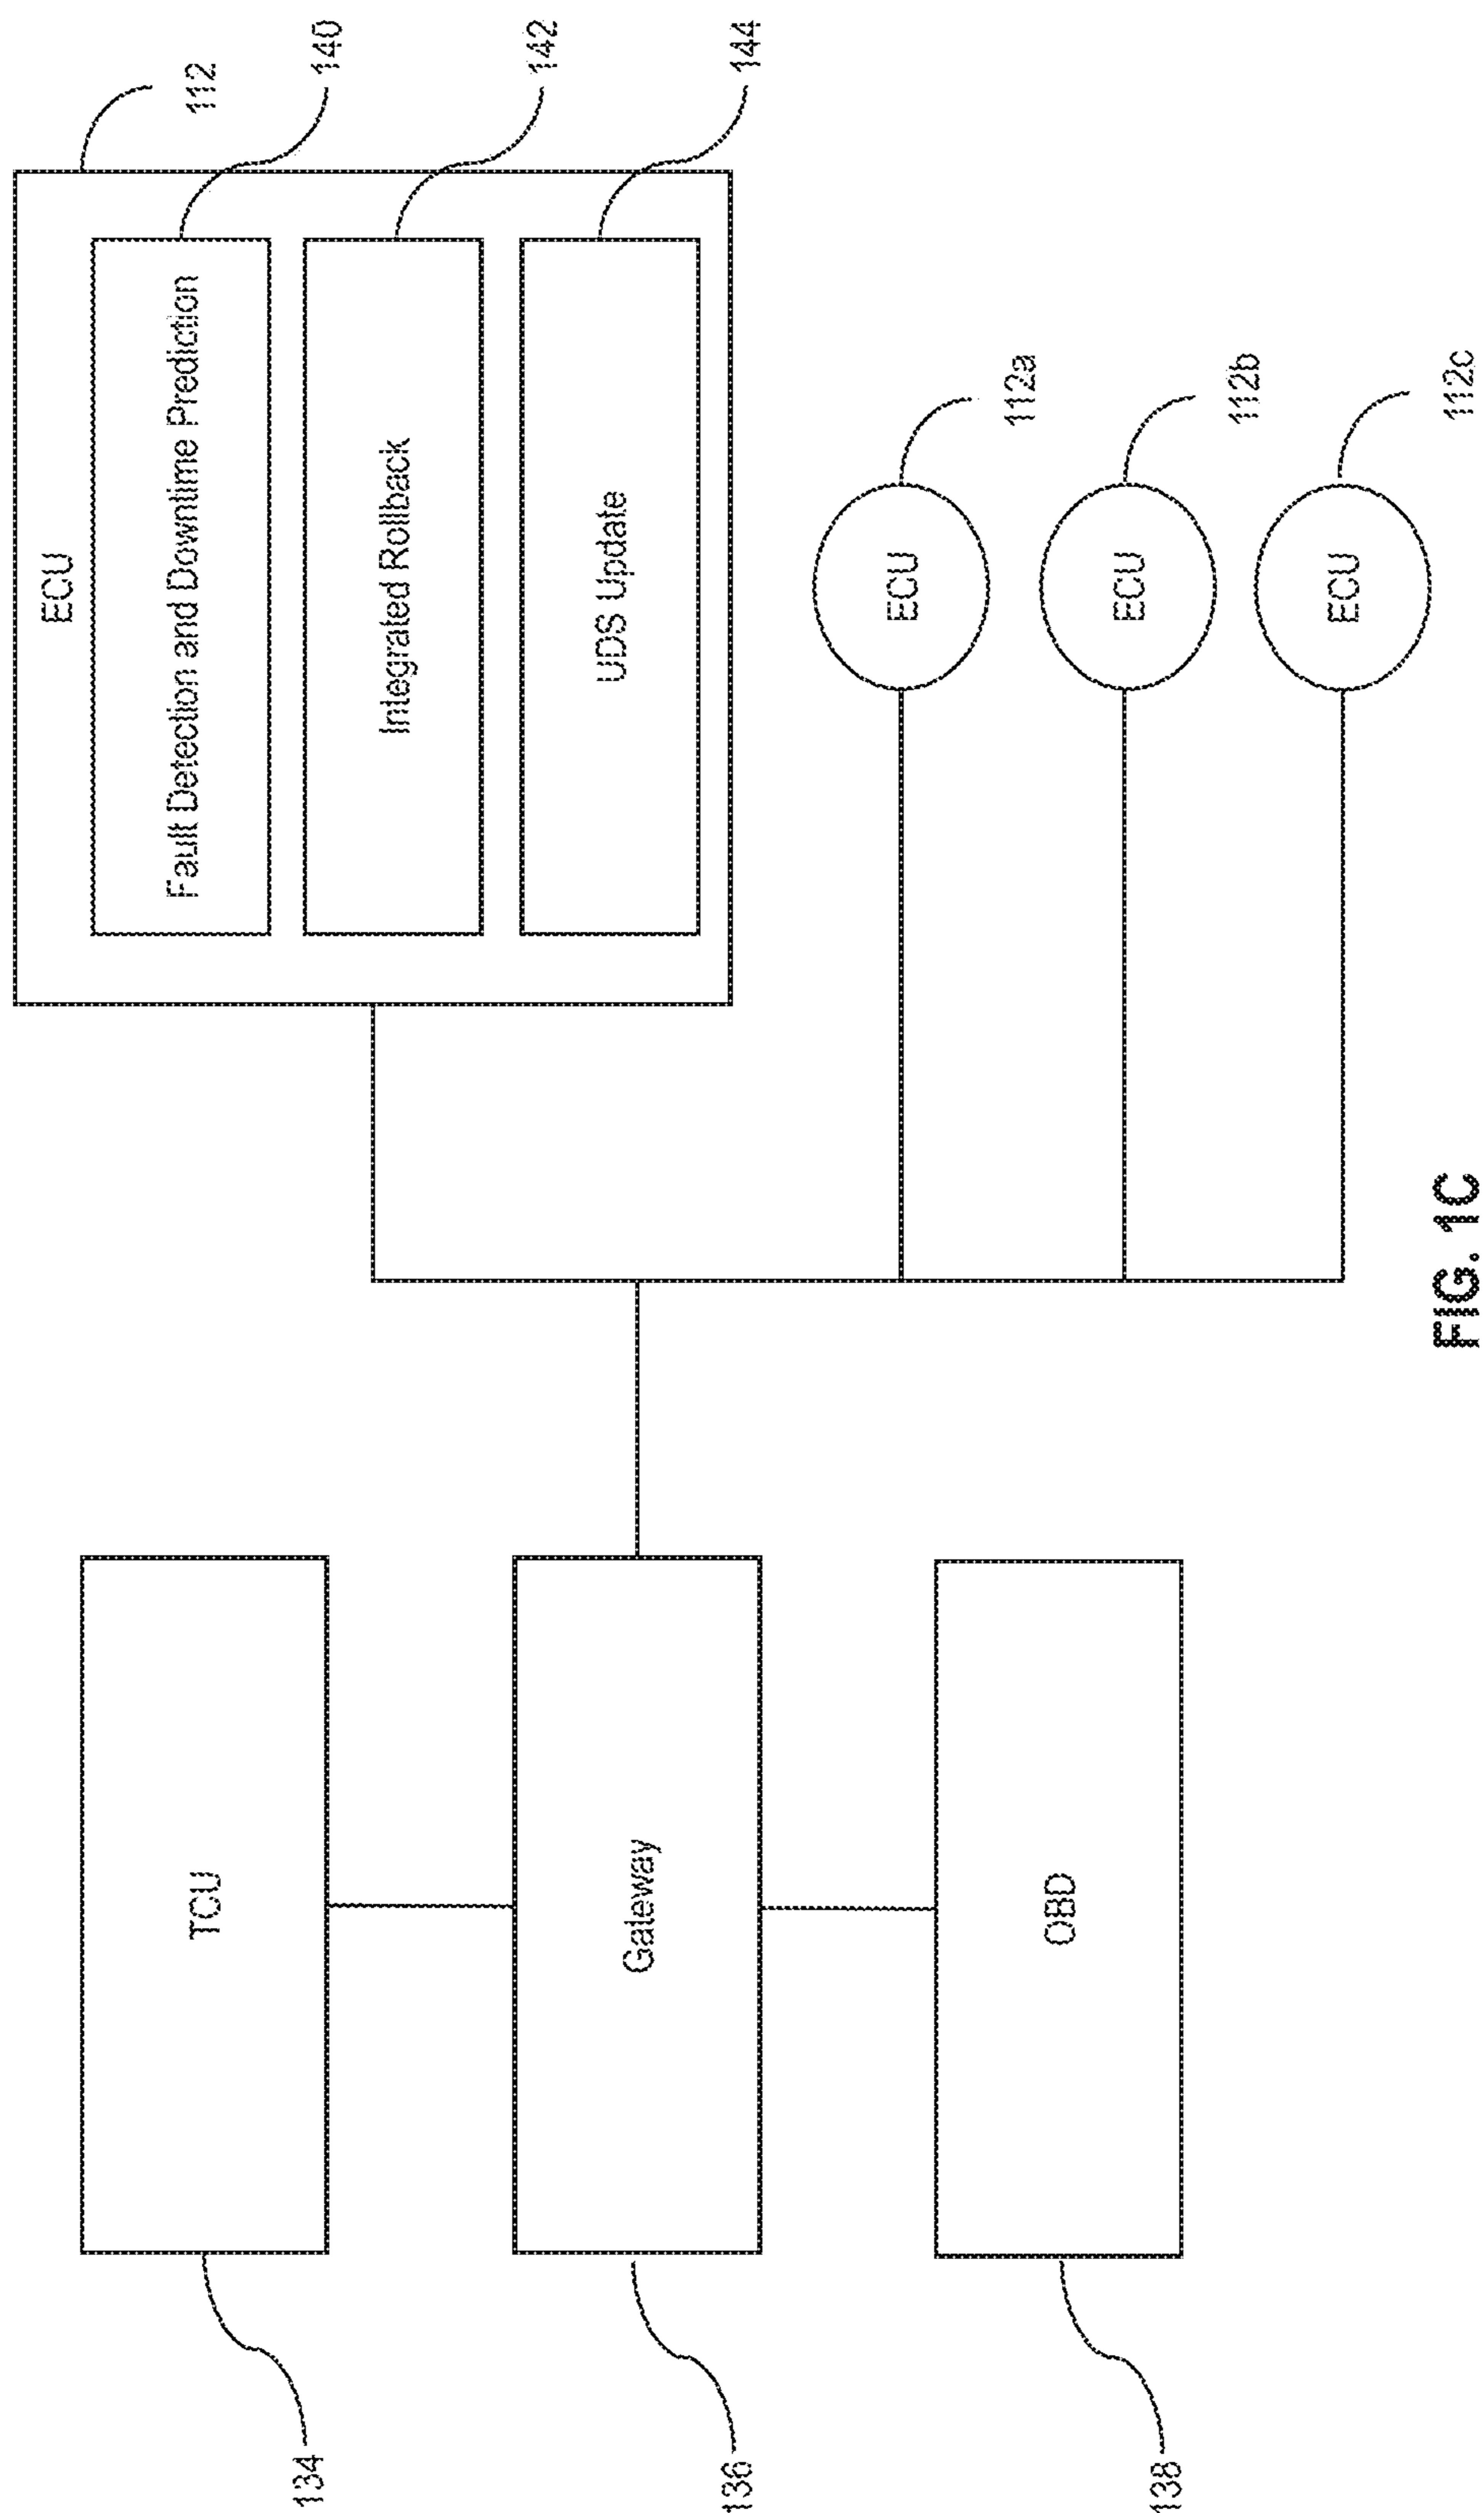 134
TCU
136
Gateway
138
OBD
ECU
112
Fault Detection and Downtime Prediction
140
Integrated Rollback
142
UDS Update
144
ECU
112a
ECU
112b
ECU
112c
FIG. 1C